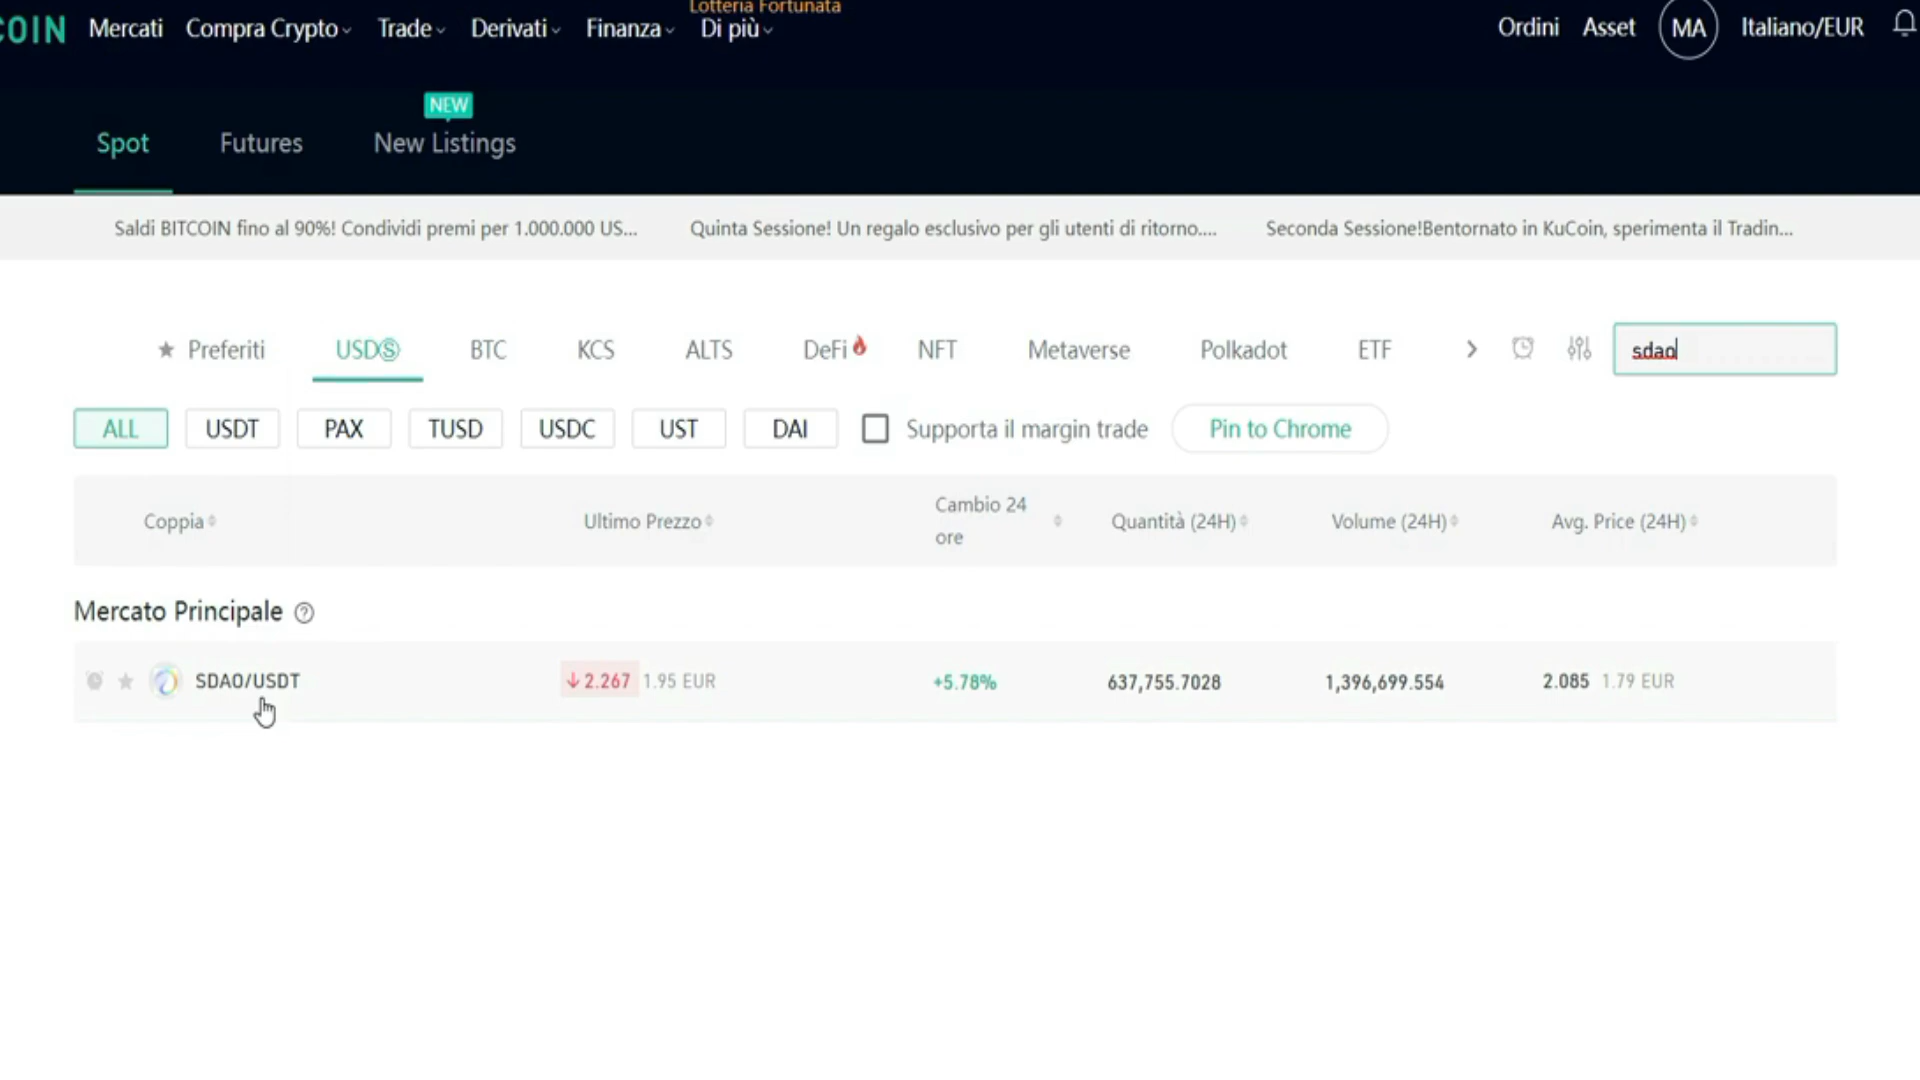 COIN Mercati Compra Crypto Trade Derivati Finanza Di più Ordini Asset MA Italiano/EUR
Lotteria Fortunata
NEW
Spot Futures New Listings
Saldi BITCOIN fino al 90%! Condividi premi per 1.000.000 US... Quinta Sessione! Un regalo esclusivo per gli utenti di ritorno.... Seconda Sessione!Bentornato in KuCoin, sperimenta il Tradin...
Preferiti USDⓈ BTC KCS ALTS DeFi NFT Metaverse Polkadot ETF sdao
ALL USDT PAX TUSD USDC UST DAI Supporta il margin trade Pin to Chrome
Coppia Ultimo Prezzo Cambio 24 ore Quantità (24H) Volume (24H) Avg. Price (24H)
Mercato Principale ?
SDAO/USDT ↓2.267 1.95 EUR +5.78% 637,755.7028 1,396,699.554 2.085 1.79 EUR